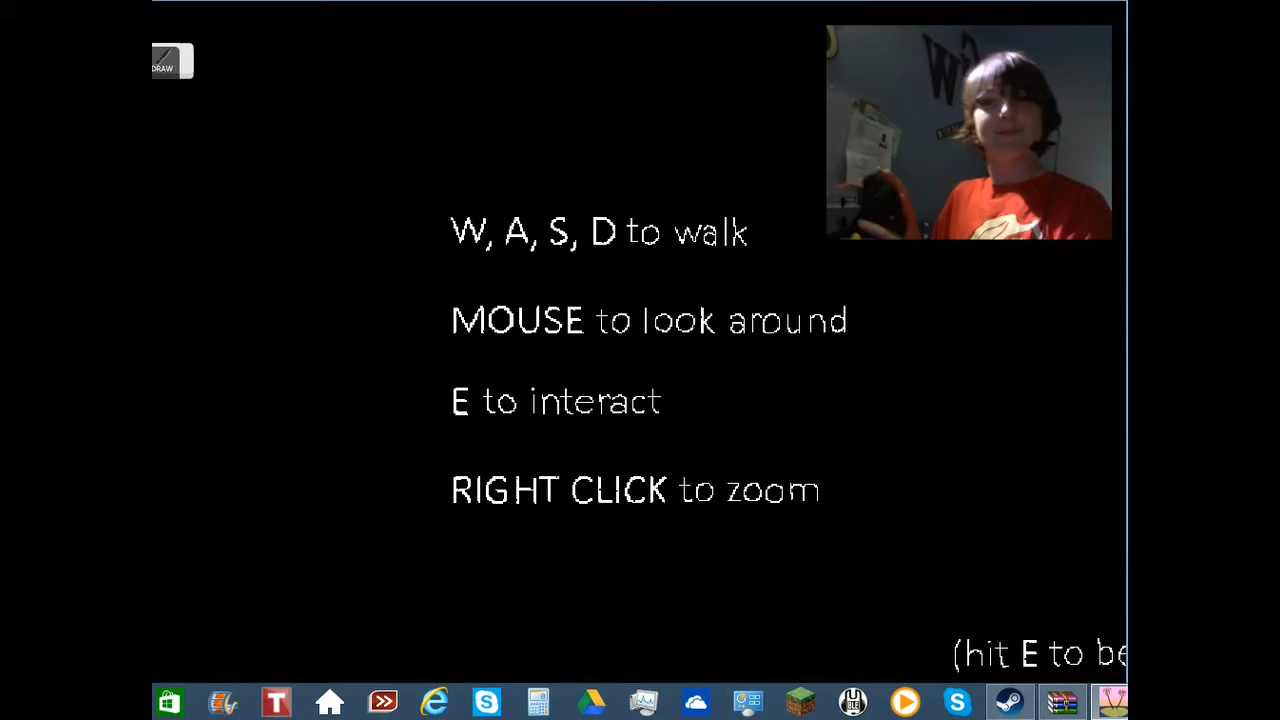 DRAW
W, A, S, D to walk
MOUSE to look around
E to interact
RIGHT CLICK to zoom
(hit E to be